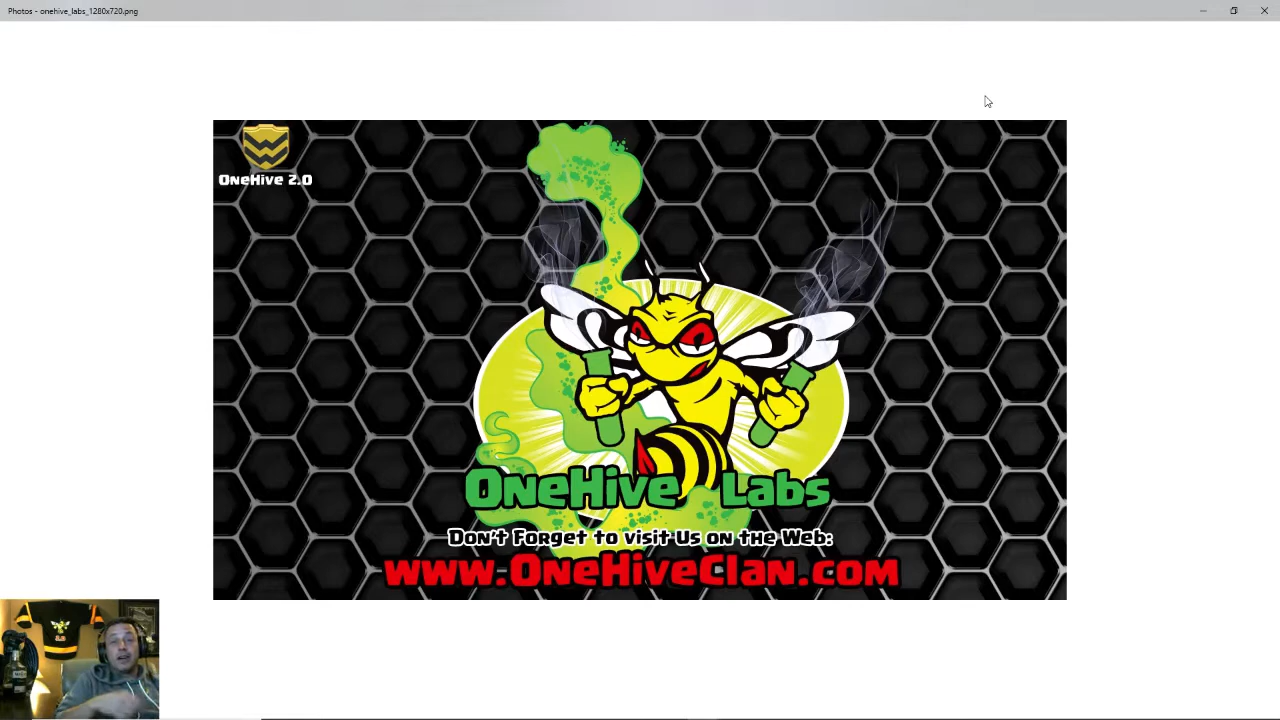 Photos - onehive_labs_1280x720.png
OneHive 2.0
OneHive Labs
Don't Forget to visit Us on the Web:
www.OneHiveClan.com